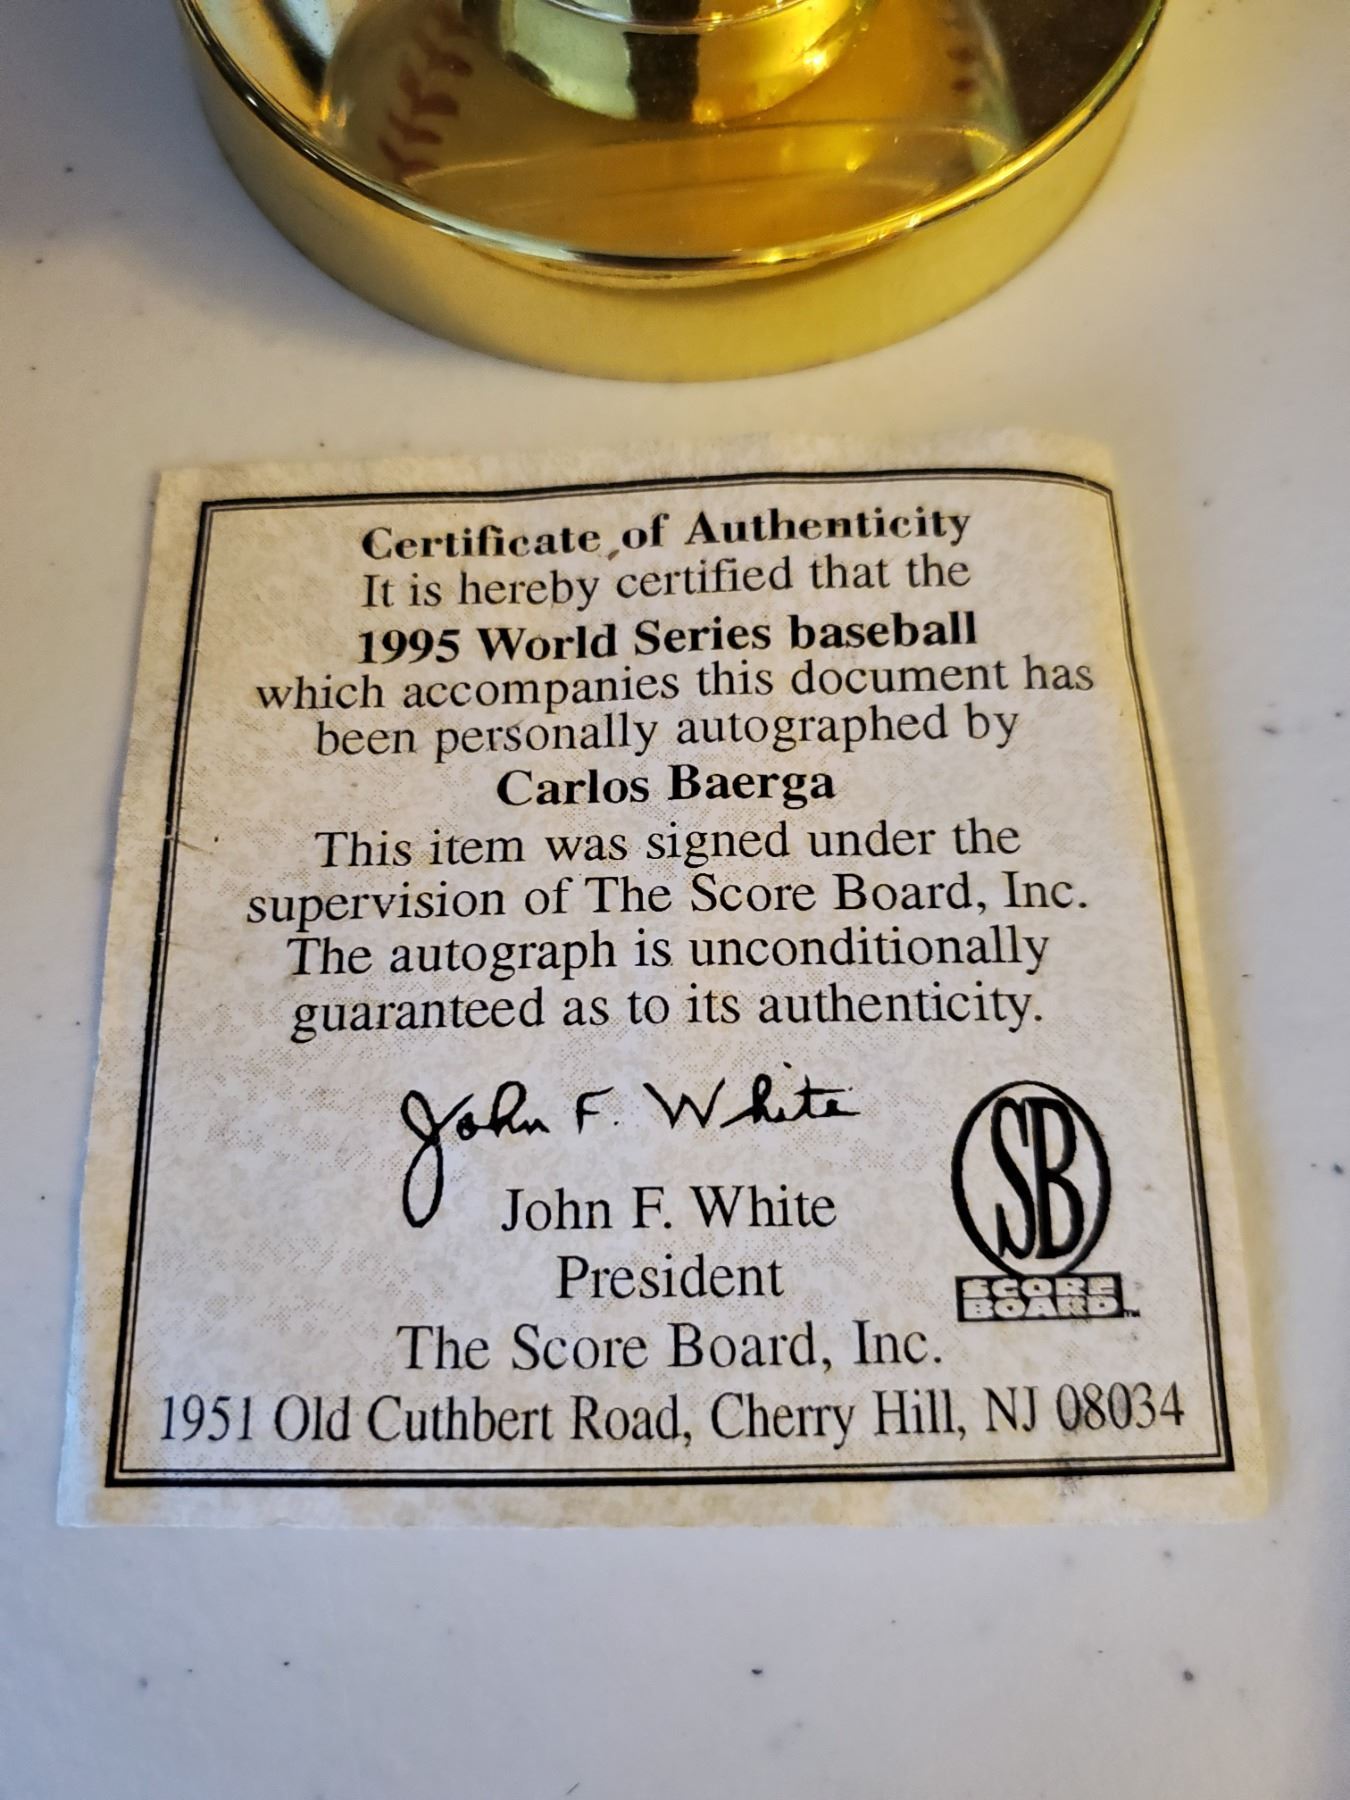 Certificate of Authenticity
It is hereby certified that the
1995 World Series baseball
which accompanies this document has
been personally autographed by
Carlos Baerga
This item was signed under the
supervision of The Score Board, Inc.
The autograph is unconditionally
guaranteed as to its authenticity.
John F. White
John F. White
President
The Score Board, Inc.
1951 Old Cuthbert Road, Cherry Hill, NJ 08034
SB
SCORE
BOARD™